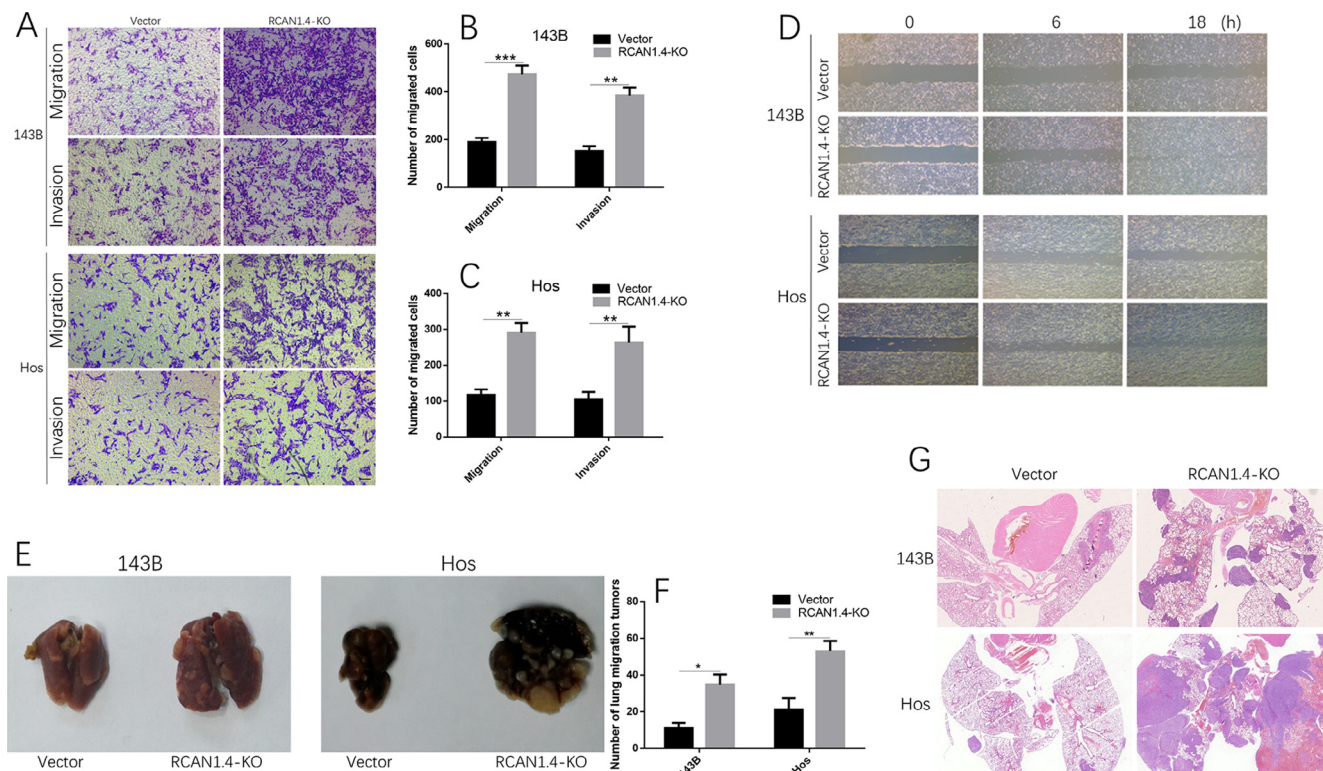 A
Vector
RCAN1.4-KO
143B
Migration
Invasion
Hos
Migration
Invasion
B
143B
Vector
RCAN1.4-KO
Number of migrated cells
600
400
200
0
***
**
Migration
Invasion
C
Hos
Vector
RCAN1.4-KO
Number of migrated cells
400
300
200
100
0
**
**
Migration
Invasion
D
0
6
18
(h)
143B
Vector
RCAN1.4-KO
Hos
Vector
RCAN1.4-KO
E
143B
Hos
Vector
RCAN1.4-KO
Vector
RCAN1.4-KO
F
Vector
RCAN1.4-KO
Number of lung migration tumors
80
60
40
20
0
*
**
143B
Hos
G
Vector
RCAN1.4-KO
143B
Hos